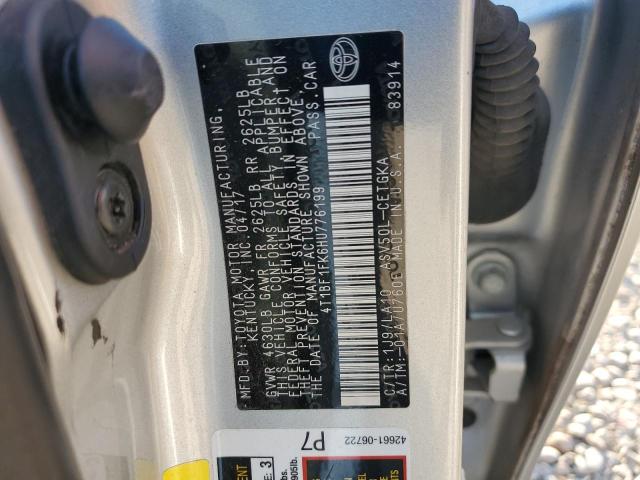 MFD.BY:TOYOTA MOTOR MANUFACTURING,
KENTUCKY, INC. 04/17
GVWR 4630LB GAWR FR 2625LB RR 2625LB
THIS VEHICLE CONFORMS TO ALL APPLICABLE
FEDERAL MOTOR VEHICLE SAFETY BUMPER AND
THEFT PREVENTION STANDARDS IN EFFECT ON
THE DATE OF MANUFACTURE SHOWN ABOVE.
4T1BF1FK6HU776199 PASS.CAR
C/TR:1J9/LA10 ASV50L-CETGKA
A/TM:-01A/U760E MADE IN U.S.A. 83914
42661-06722
P7